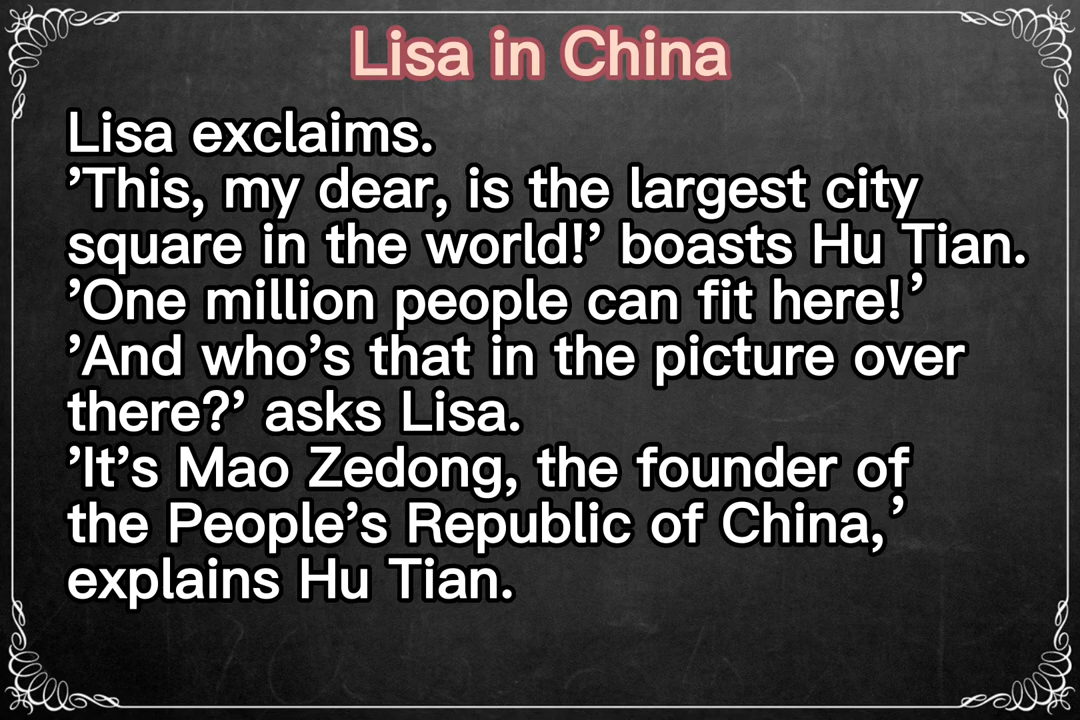 Lisa in China
Lisa exclaims.
’This, my dear, is the largest city
square in the world!’ boasts Hu Tian.
’One million people can fit here!’
’And who’s that in the picture over
there?’ asks Lisa.
’It’s Mao Zedong, the founder of
the People’s Republic of China,’
explains Hu Tian.